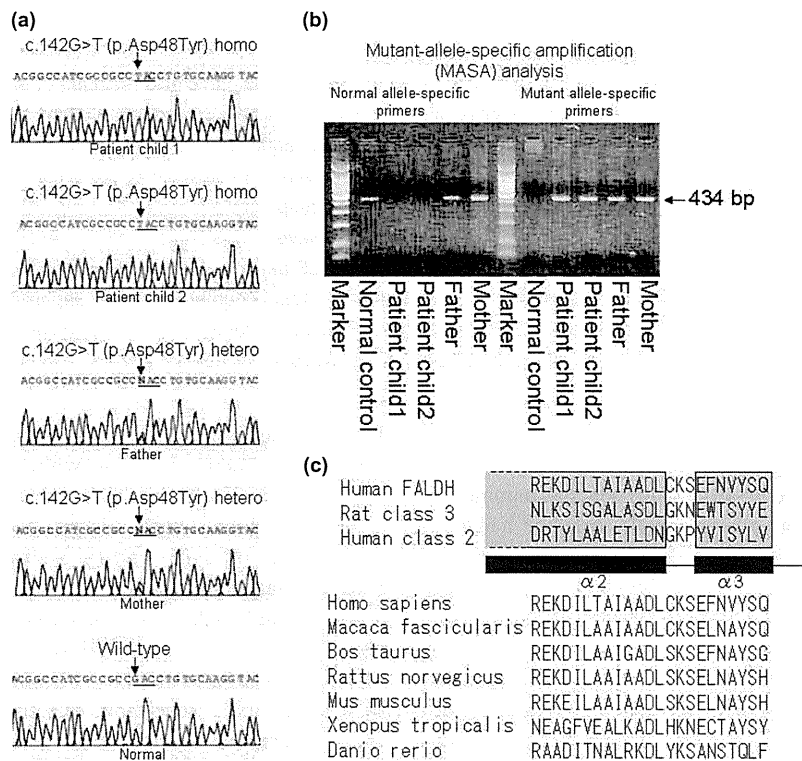 (a)
c.142G>T (p.Asp48Tyr) homo
ACGGCCATCGCCGCCTACCTGTGCAAGGTAC
Patient child 1
c.142G>T (p.Asp48Tyr) homo
ACGGCCATCGCCGCCTACCTGTGCAAGGTAC
Patient child 2
c.142G>T (p.Asp48Tyr) hetero
ACGGCCATCGCCGCCNACCTGTGCAAGGTAC
Father
c.142G>T (p.Asp48Tyr) hetero
ACGGCCATCGCCGCCNACCTGTGCAAGGTAC
Mother
Wild-type
ACGGCCATCGCCGCCGACCTGTGCAAGGTAC
Normal
(b)
Mutant-allele-specific amplification
(MASA) analysis
Normal allele-specific
primers
Mutant allele-specific
primers
434 bp
Marker
Normal control
Patient child1
Patient child2
Father
Mother
Marker
Normal control
Patient child1
Patient child2
Father
Mother
(c)
Human FALDH REKDILTAIAADLCKSEFNVYSQ
Rat class 3 NLKSISGALASDLGKNEWTSYYE
Human class 2 DRTYLAALETLDNGKPYVISYLV
α2 α3
Homo sapiens REKDILTAIAADLCKSEFNVYSQ
Macaca fascicularis REKDILAAIAADLCKSELNAYSQ
Bos taurus REKDILAAIGADLSKSEFNAYSG
Rattus norvegicus REKDILAAIAADLSKSELNAYSH
Mus musculus REKEILAAIAADLSKSELNAYSH
Xenopus tropicalis NEAGFVEALKADLHKNECTAYSY
Danio rerio RAADITNALRKDLYKSANSTQLF